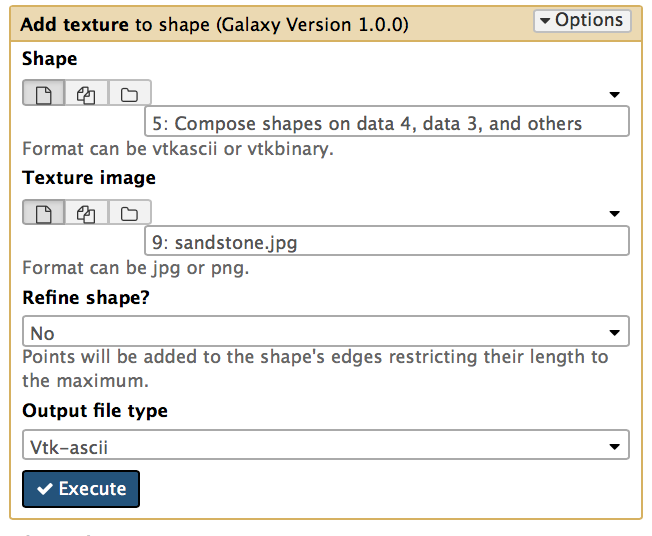 Add texture to shape (Galaxy Version 1.0.0)
Options
Shape
5: Compose shapes on data 4, data 3, and others
Format can be vtkascii or vtkbinary.
Texture image
9: sandstone.jpg
Format can be jpg or png.
Refine shape?
No
Points will be added to the shape's edges restricting their length to
the maximum.
Output file type
Vtk-ascii
Execute